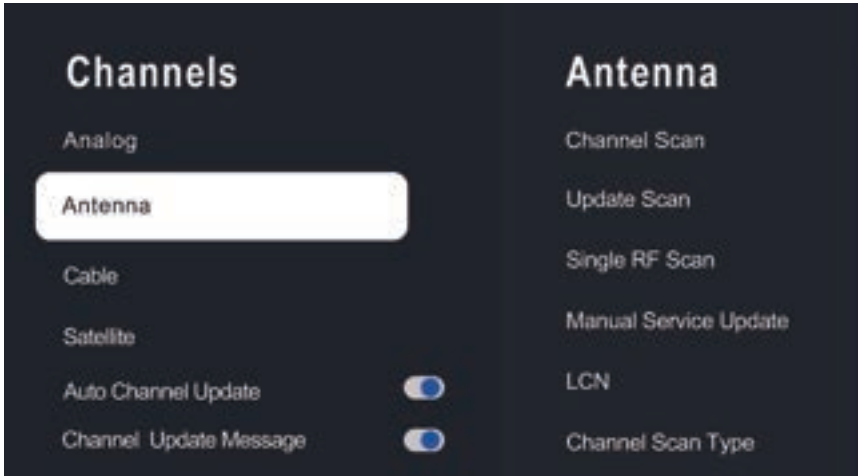 Channels
Analog
Antenna
Cable
Satellite
Auto Channel Update
Channel Update Message
Antenna
Channel Scan
Update Scan
Single RF Scan
Manual Service Update
LCN
Channel Scan Type